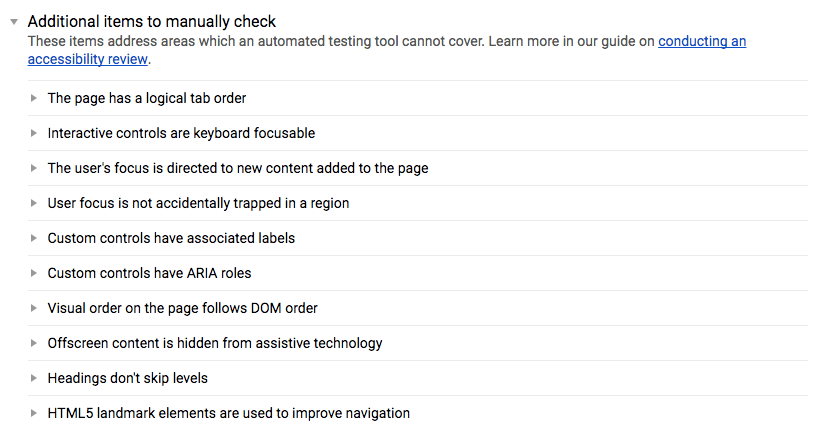 Additional items to manually check
These items address areas which an automated testing tool cannot cover. Learn more in our guide on conducting an
accessibility review.
The page has a logical tab order
Interactive controls are keyboard focusable
The user's focus is directed to new content added to the page
User focus is not accidentally trapped in a region
Custom controls have associated labels
Custom controls have ARIA roles
Visual order on the page follows DOM order
Offscreen content is hidden from assistive technology
Headings don't skip levels
HTML5 landmark elements are used to improve navigation